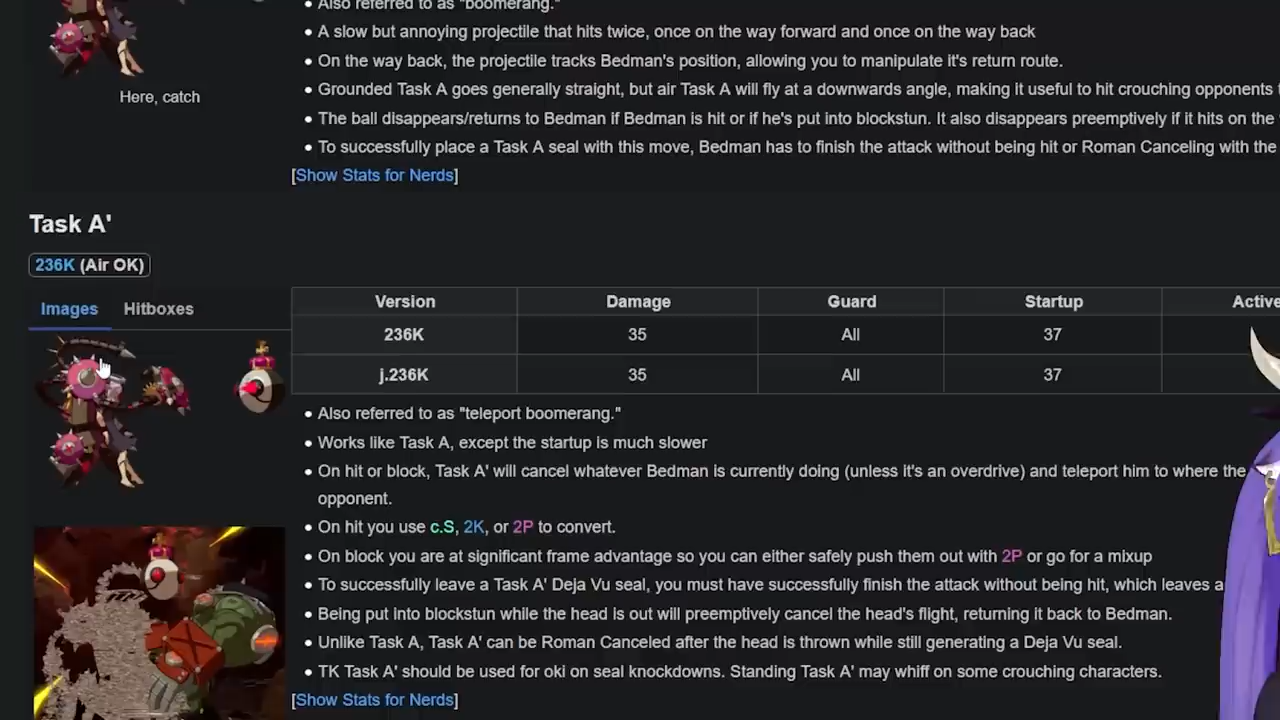 • Also referred to as "boomerang."
• A slow but annoying projectile that hits twice, once on the way forward and once on the way back
• On the way back, the projectile tracks Bedman's position, allowing you to manipulate it's return route.
Here, catch
• Grounded Task A goes generally straight, but air Task A will fly at a downwards angle, making it useful to hit crouching opponents
• The ball disappears/returns to Bedman if Bedman is hit or if he's put into blockstun. It also disappears preemptively if it hits on the
• To successfully place a Task A seal with this move, Bedman has to finish the attack without being hit or Roman Canceling with the
[Show Stats for Nerds]
Task A'
236K (Air OK)
Images Hitboxes
Version Damage Guard Startup Active
236K 35 All 37
j.236K 35 All 37
• Also referred to as "teleport boomerang."
• Works like Task A, except the startup is much slower
• On hit or block, Task A' will cancel whatever Bedman is currently doing (unless it's an overdrive) and teleport him to where the
opponent.
• On hit you use c.S, 2K, or 2P to convert.
• On block you are at significant frame advantage so you can either safely push them out with 2P or go for a mixup
• To successfully leave a Task A' Deja Vu seal, you must have successfully finish the attack without being hit, which leaves a
• Being put into blockstun while the head is out will preemptively cancel the head's flight, returning it back to Bedman.
• Unlike Task A, Task A' can be Roman Canceled after the head is thrown while still generating a Deja Vu seal.
• TK Task A' should be used for oki on seal knockdowns. Standing Task A' may whiff on some crouching characters.
[Show Stats for Nerds]